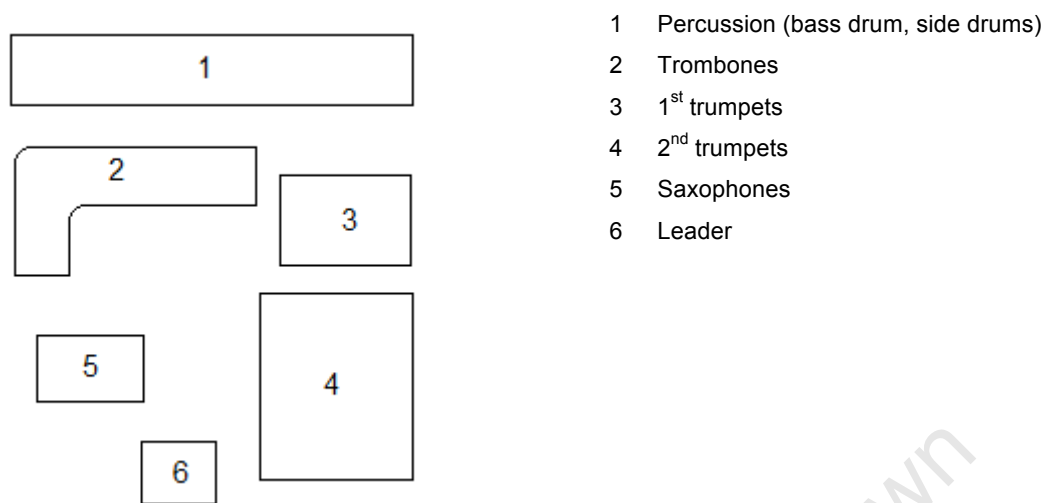 1 Percussion (bass drum, side drums)
2 Trombones
3 1st trumpets
4 2nd trumpets
5 Saxophones
6 Leader
1
2
3
5
4
6